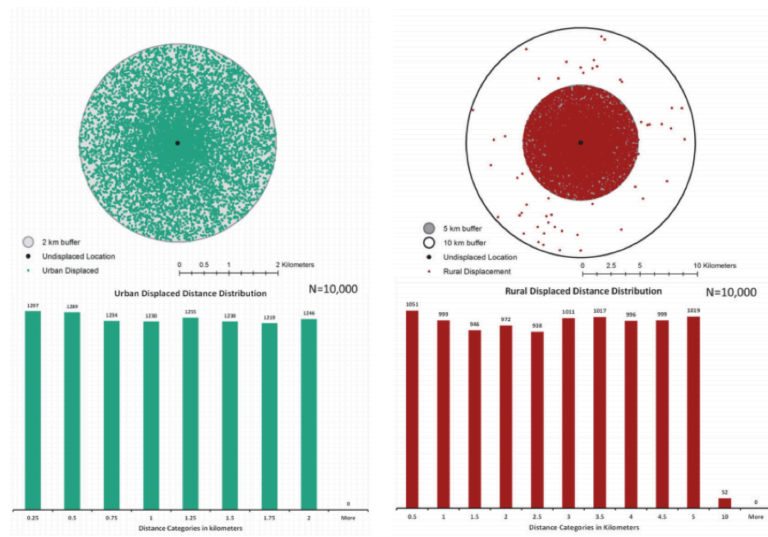 2 km buffer
Undisplaced Location
Urban Displaced
0 0.5 1 2 Kilometers
Urban Displaced Distance Distribution
N=10,000
1297 1289 1234 1230 1255 1230 1219 1246 0
0.25 0.5 0.75 1 1.25 1.5 1.75 2 More
Distance Categories in kilometers
5 km buffer
10 km buffer
Undisplaced Location
Rural Displacement
0 2.5 5 10 Kilometers
Rural Displaced Distance Distribution
N=10,000
1051 999 946 972 938 1011 1017 996 999 1019 52 0
0.5 1 1.5 2 2.5 3 3.5 4 4.5 5 10 More
Distance Categories in Kilometers